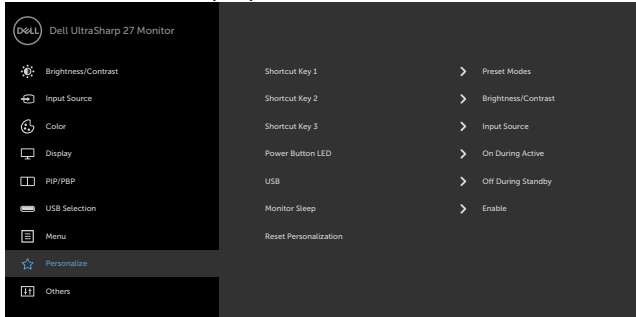 DELL Dell UltraSharp 27 Monitor
Brightness/Contrast Shortcut Key 1 Preset Modes
Input Source Shortcut Key 2 Brightness/Contrast
Color Shortcut Key 3 Input Source
Display Power Button LED On During Active
PIP/PBP USB Off During Standby
USB Selection Monitor Sleep Enable
Menu Reset Personalization
Personalize
Others